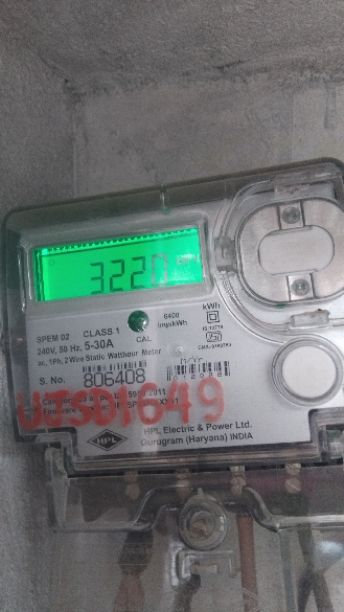 3220
SPEM 02 CLASS.1 CAL 6400 imp/kWh kWh
240V, 50 Hz, 5-30A
ac, 1Ph, 2Wire Static Watthour Meter
S. No. 806408
UVSB1649
HPL
HPL Electric & Power Ltd.
Gurugram (Haryana) INDIA